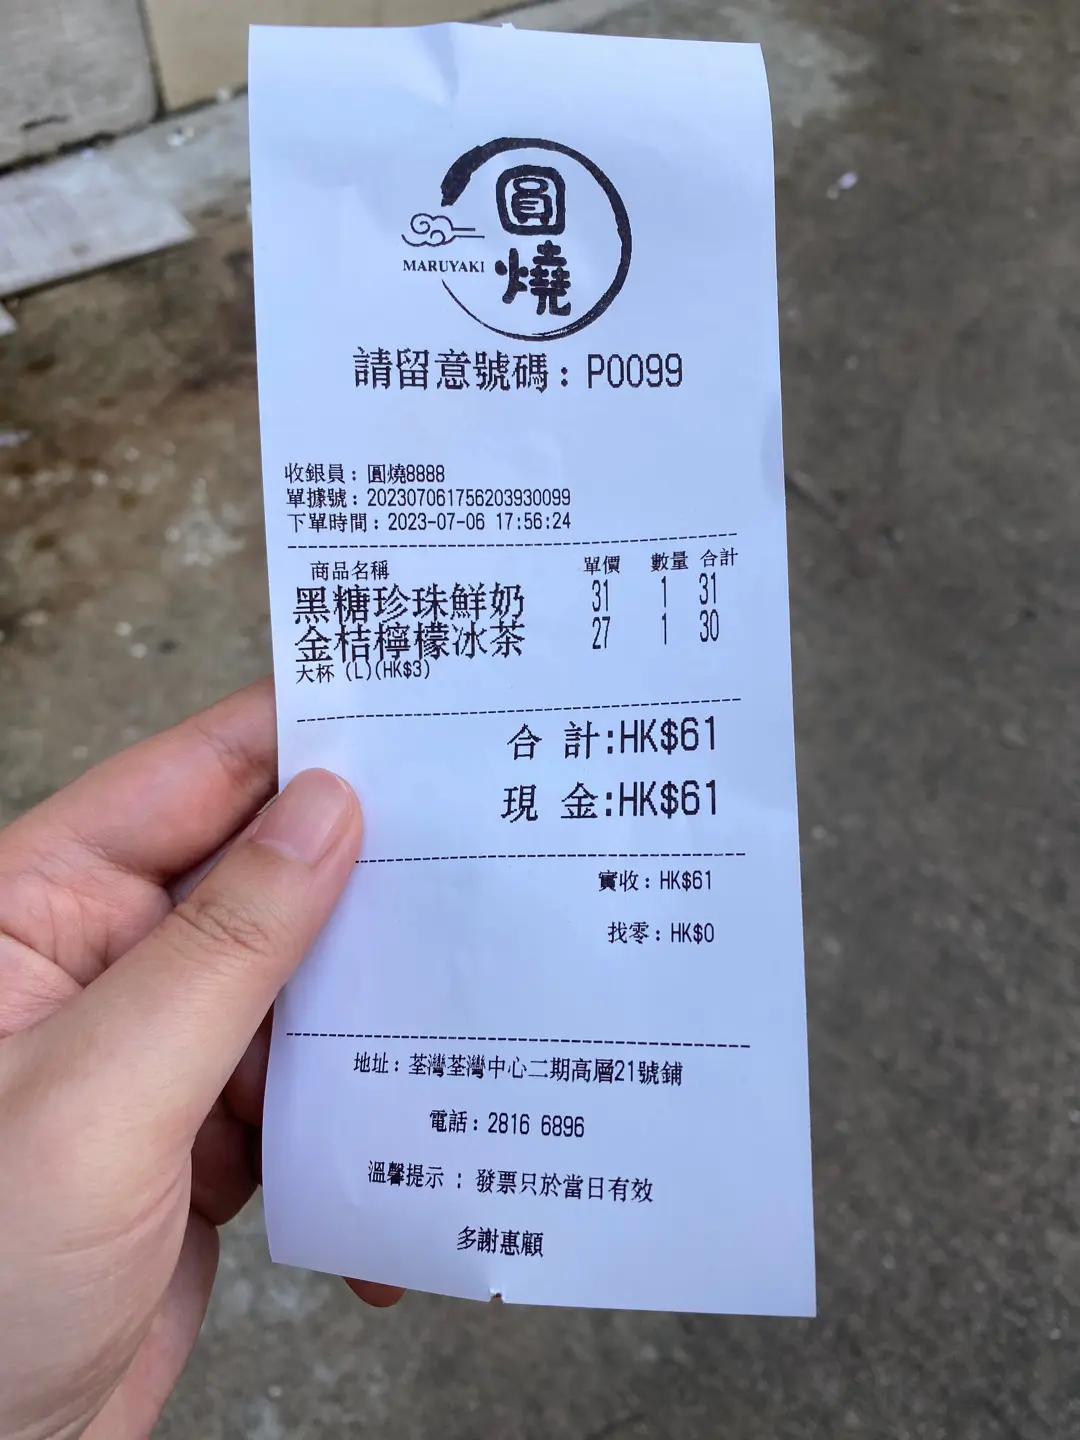 圓燒
MARUYAKI
請留意號碼: P0099
收銀員: 圓燒8888
單據號: 202307061756203930099
下單時間: 2023-07-06 17:56:24
商品名稱 單價 數量 合計
黑糖珍珠鮮奶 31 1 31
金桔檸檬冰茶 27 1 30
大杯 (L)(HK$3)
合 計:HK$61
現 金:HK$61
實收: HK$61
找零: HK$0
地址: 荃灣荃灣中心二期高層21號鋪
電話: 2816 6896
溫馨提示 : 發票只於當日有效
多謝惠顧